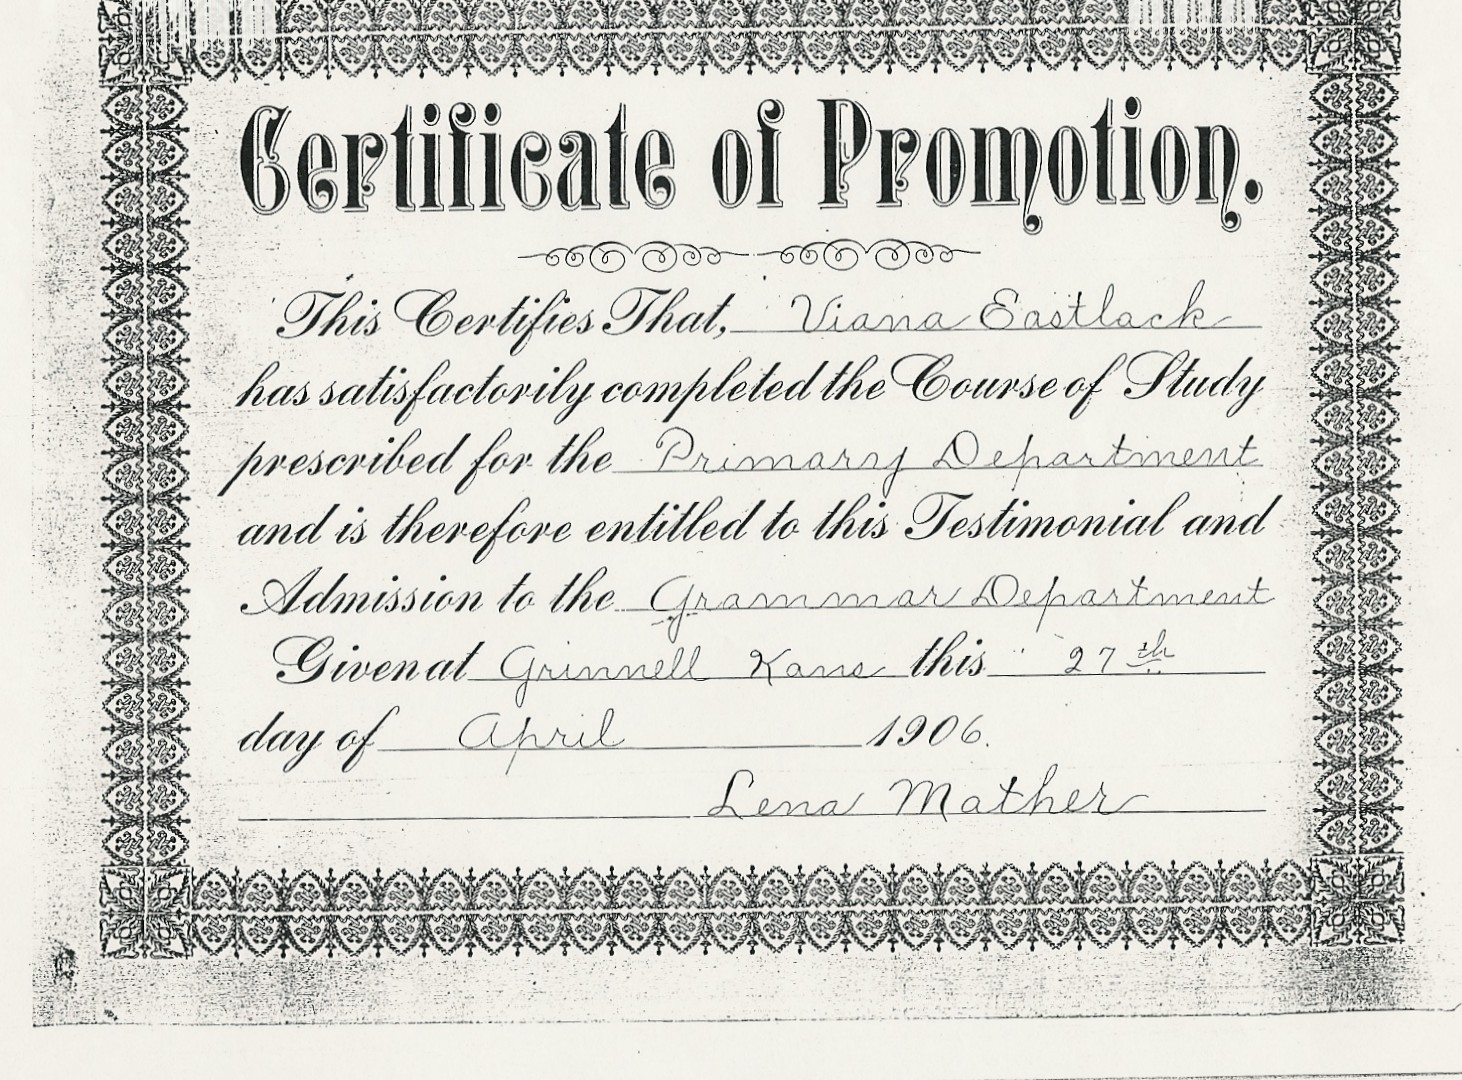 Certificate of Promotion.
This Certifies That, Viana Eastlack
has satisfactorily completed the Course of Study
prescribed for the Primary Department
and is therefore entitled to this Testimonial and
Admission to the Grammar Department
Given at Grinnell Kans this 27th
day of April 1906.
Lena Mather